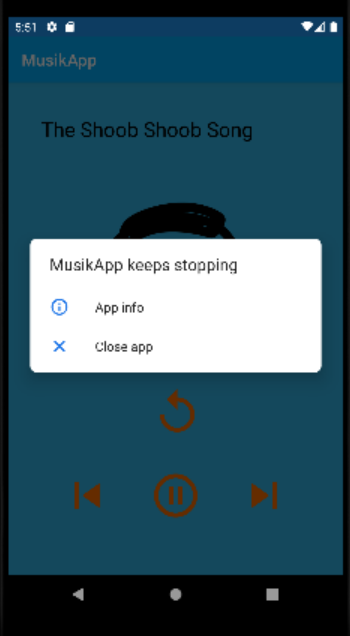 5:51
MusikApp
The Shoob Shoob Song
MusikApp keeps stopping
App info
Close app